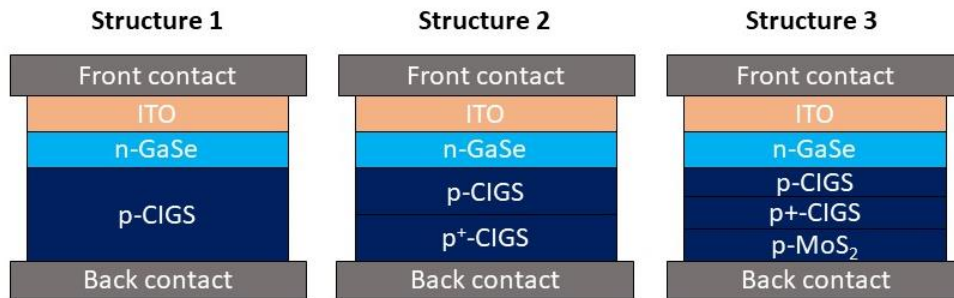 Structure 1
Front contact
ITO
n-GaSe
p-CIGS
Back contact
Structure 2
Front contact
ITO
n-GaSe
p-CIGS
p⁺-CIGS
Back contact
Structure 3
Front contact
ITO
n-GaSe
p-CIGS
p+-CIGS
p-MoS₂
Back contact